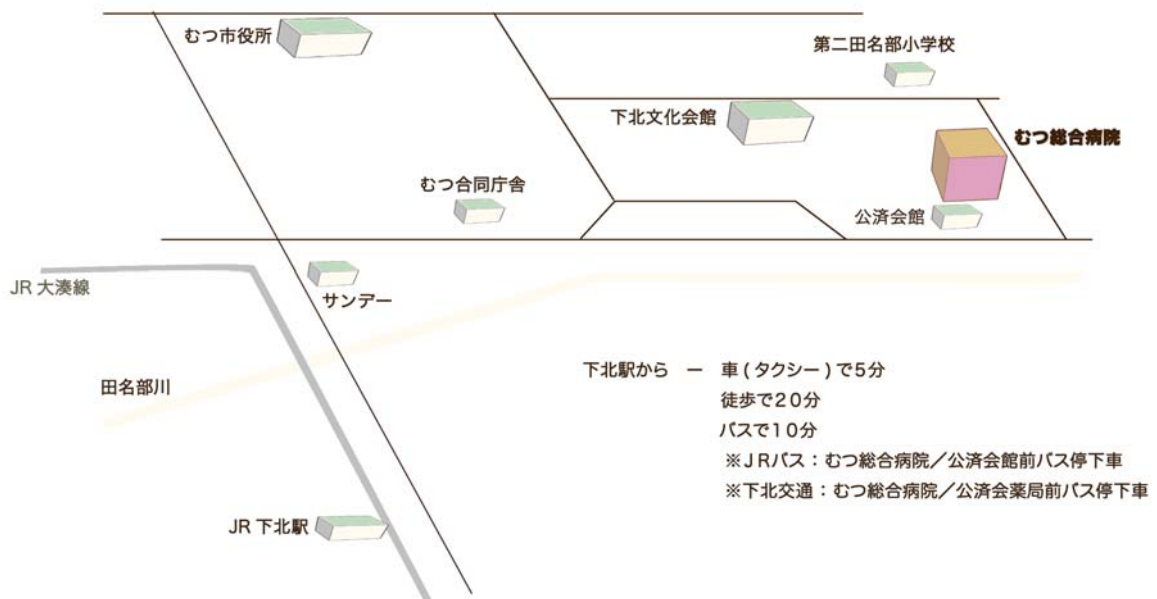 むつ市役所
第二田名部小学校
下北文化会館
むつ総合病院
むつ合同庁舎
公済会館
JR 大湊線
サンデー
田名部川
下北駅から ー 車(タクシー)で5分
徒歩で20分
バスで10分
※JRバス：むつ総合病院／公済会館前バス停下車
※下北交通：むつ総合病院／公済会薬局前バス停下車
JR 下北駅